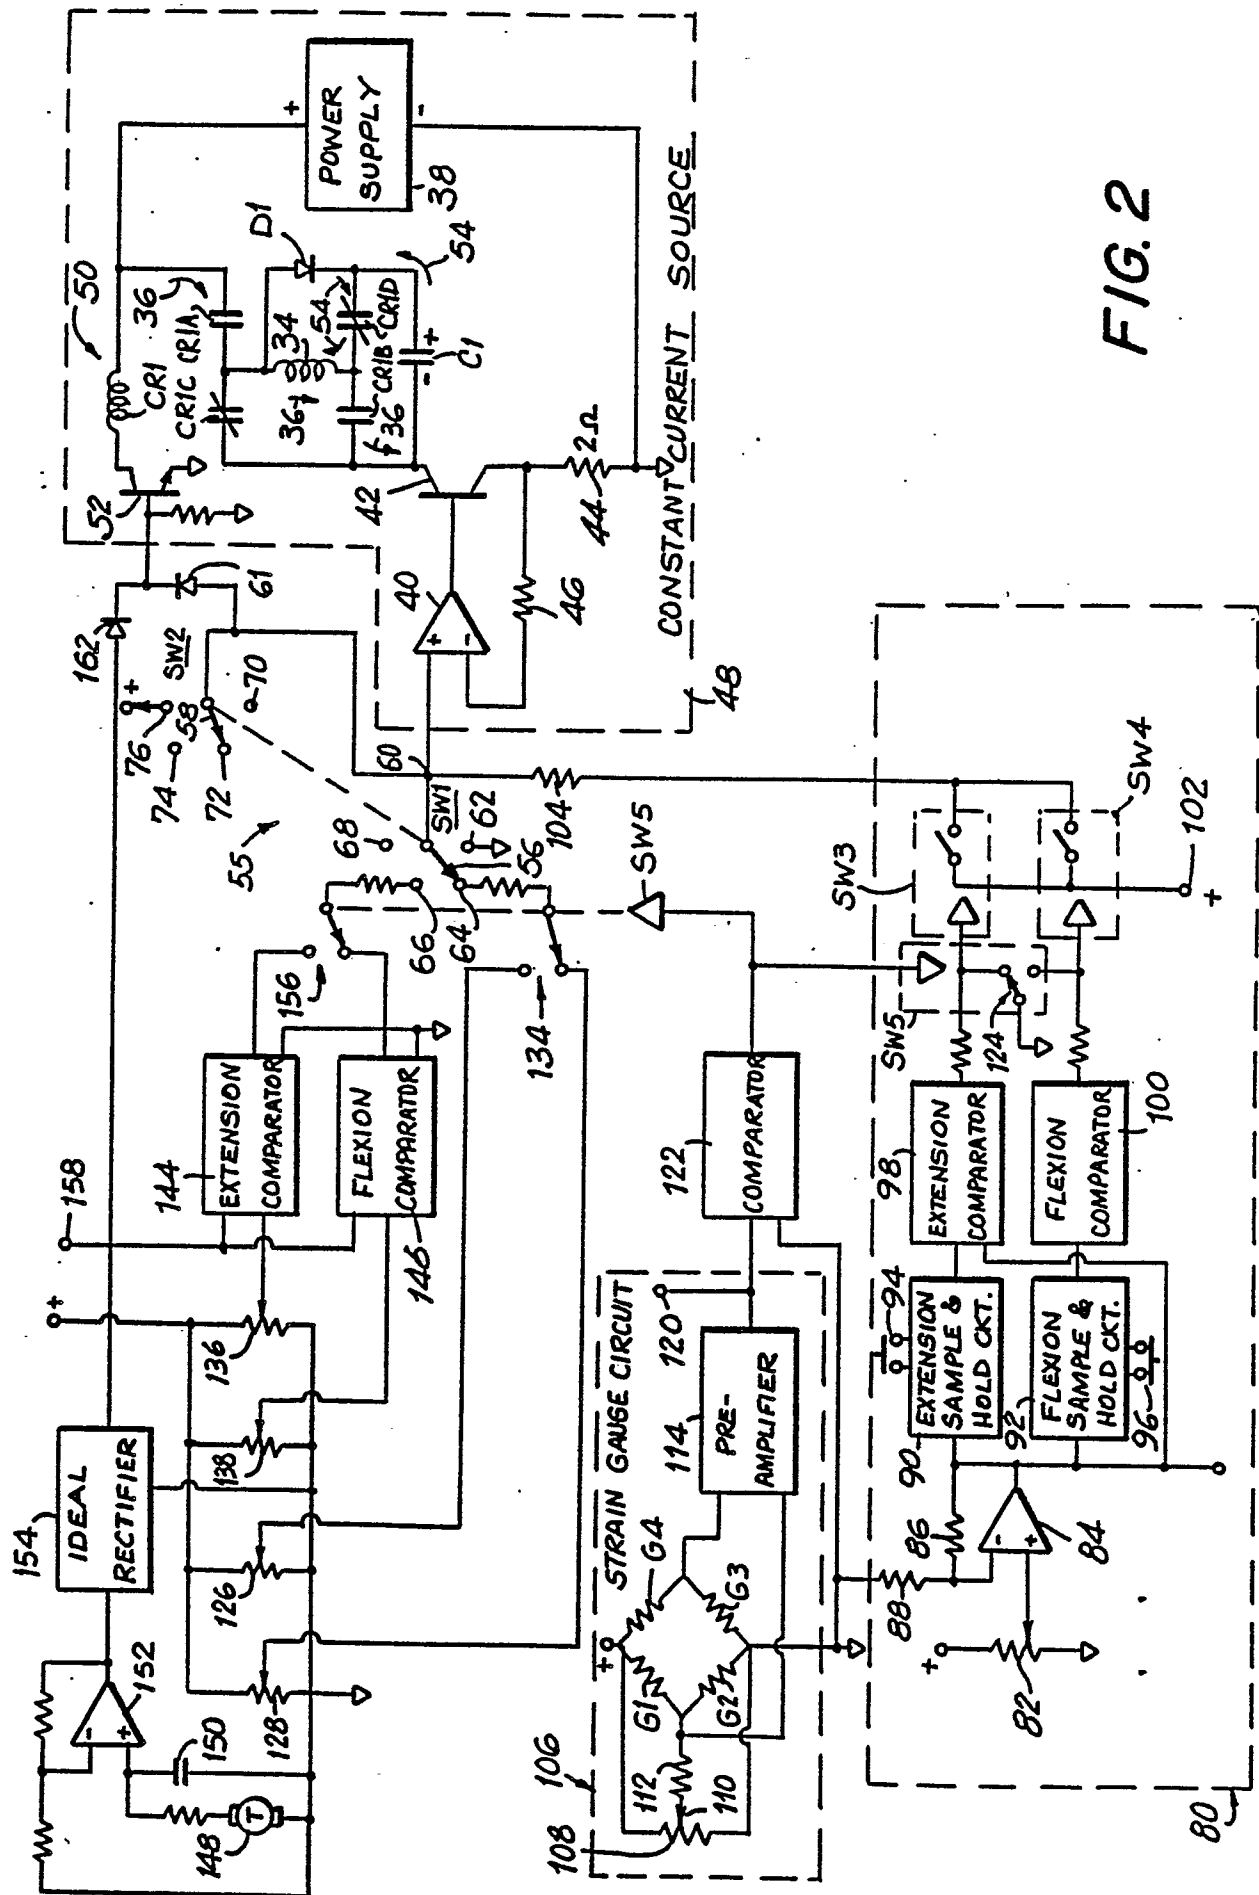 154
IDEAL
RECTIFIER
152
150
148
T
128
126
138
136
+
158
144
EXTENSION
COMPARATOR
FLEXION
COMPARATOR
146
156
134
162
61
SW2
76
+
58
74
72
70
55
68
66
64
SW1
60
62
56
104
SW5
50
52
CR1
CR1C
CR1A
36
34
D1
54
36
54
CR1B
CR1D
36
C1
+
-
54
POWER
SUPPLY
38
+
-
40
+
-
42
46
44
2Ω
CONSTANT CURRENT SOURCE
48
106
STRAIN GAUGE CIRCUIT
108
110
112
G1
G2
G3
G4
+
114
PRE-
AMPLIFIER
120
122
COMPARATOR
80
82
+
84
-
+
86
88
90
EXTENSION
SAMPLE &
HOLD CKT.
94
92
FLEXION
SAMPLE &
HOLD CKT.
96
98
EXTENSION
COMPARATOR
FLEXION
COMPARATOR
100
SW5
124
SW3
SW4
102
+
FIG. 2